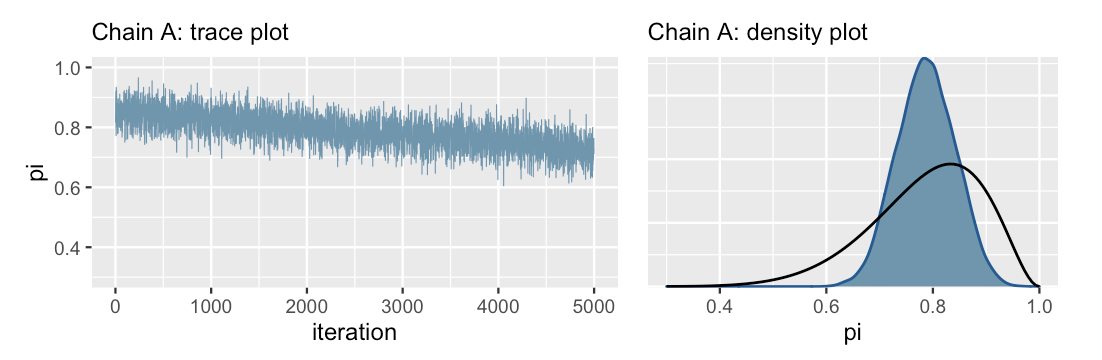 Chain A: trace plot
1.0
0.8
0.6
0.4
pi
0 1000 2000 3000 4000 5000
iteration
Chain A: density plot
0.4 0.6 0.8 1.0
pi